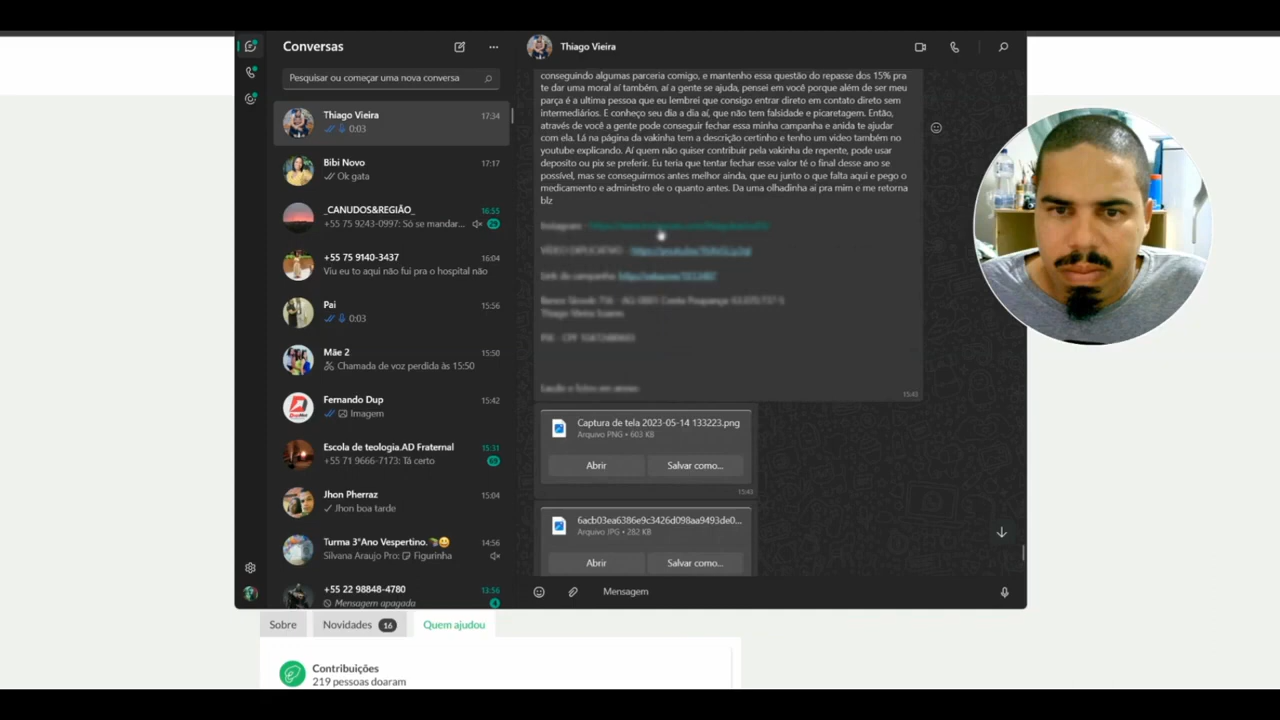 Conversas
Pesquisar ou começar uma nova conversa
Thiago Vieira
17:34
0:03
Bibi Novo
17:17
Ok gata
_CANUDOS&REGIÃO_
16:55
+55 75 9243-0997: Só se mandar...
29
+55 75 9140-3437
16:04
Viu eu to aqui não fui pra o hospital não
Pai
15:56
0:03
Mãe 2
15:50
Chamada de voz perdida às 15:50
Fernando Dup
15:42
Imagem
Escola de teologia.AD Fraternal
15:31
+55 71 9666-7173: Tá certo
Jhon Pherraz
15:04
Jhon boa tarde
Turma 3°Ano Vespertino.
14:56
Silvana Araujo Pro: Figurinha
+55 22 98848-4780
13:56
Mensagem apagada
4
Thiago Vieira
conseguindo algumas parceria comigo, e mantenho essa questão do repasse dos 15% pra
te dar uma moral aí também, aí a gente se ajuda, pensei em você porque além de ser meu
parça é a ultima pessoa que eu lembrei que consigo entrar direto em contato direto sem
intermediários. E conheço seu dia a dia aí, que não tem falsidade e picaretagem. Então,
através de você a gente pode conseguir fechar essa minha campanha e anida te ajudar
com ela. Lá na página da vakinha tem a descrição certinho e tenho um video também no
youtube explicando. Aí quem não quiser contribuir pela vakinha de repente, pode usar
deposito ou pix se preferir. Eu teria que tentar fechar esse valor té o final desse ano se
possível, mas se conseguirmos antes melhor aínda, que eu junto o que falta aqui e pego o
medicamento e administro ele o quanto antes. Da uma olhadinha ai pra mim e me retorna
blz
15:43
Captura de tela 2023-05-14 133223.png
Arquivo PNG • 603 KB
Abrir
Salvar como...
15:43
6acb03ea6386e9c3426d098aa9493de0...
Arquivo JPG • 282 KB
Abrir
Salvar como...
Mensagem
Sobre
Novidades 16
Quem ajudou
Contribuições
219 pessoas doaram